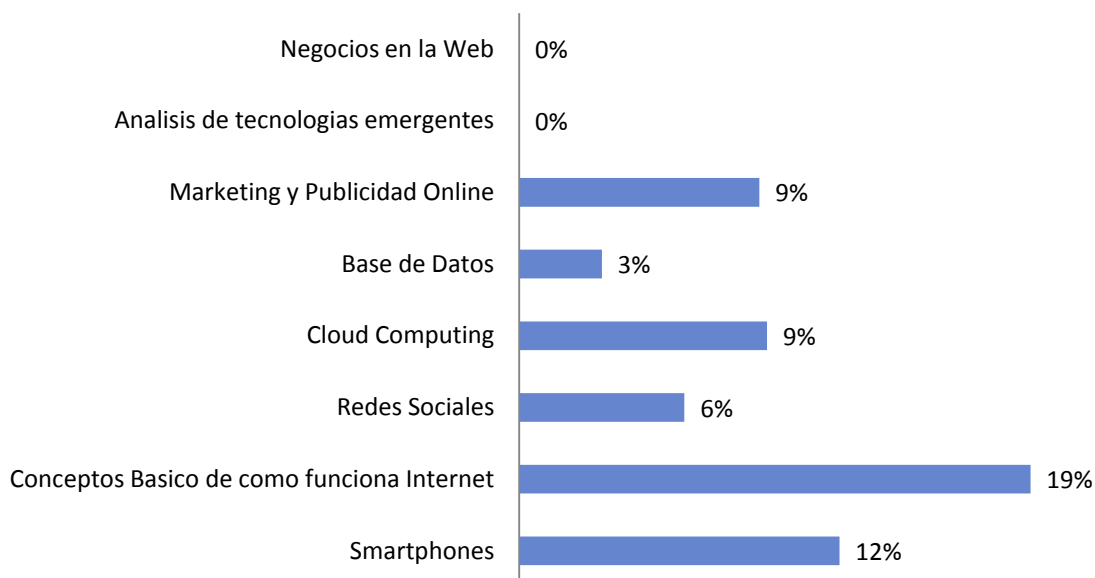 Negocios en la Web 0%
Analisis de tecnologias emergentes 0%
Marketing y Publicidad Online 9%
Base de Datos 3%
Cloud Computing 9%
Redes Sociales 6%
Conceptos Basico de como funciona Internet 19%
Smartphones 12%